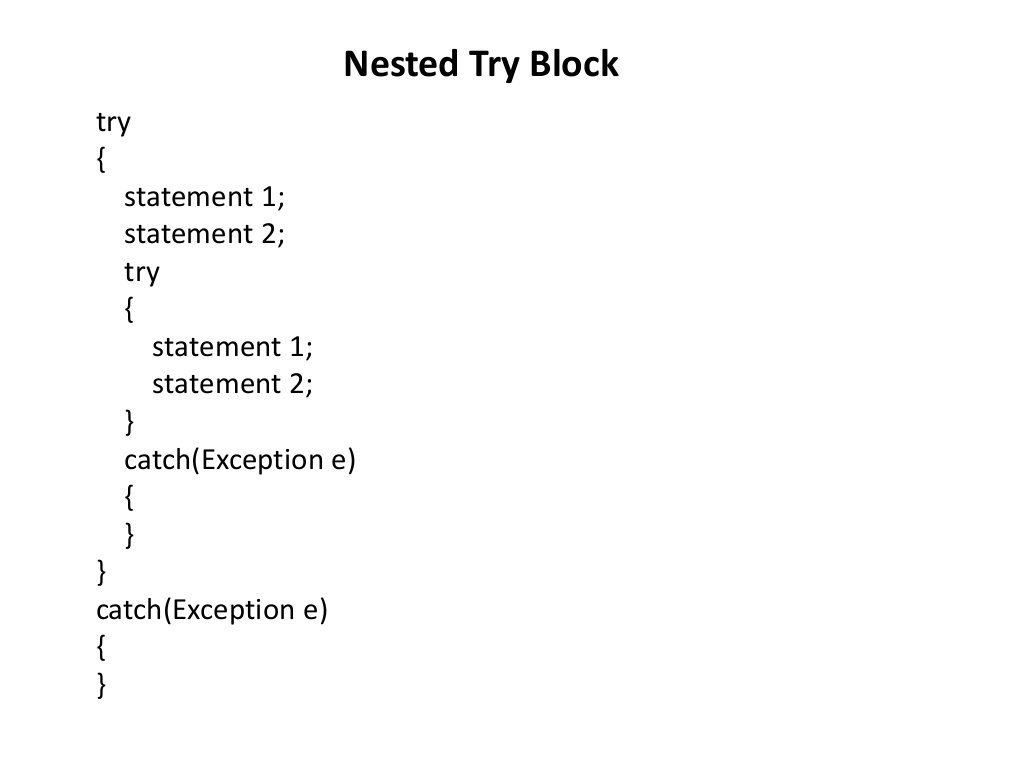 Nested Try Block
try
{
statement 1;
statement 2;
try
{
statement 1;
statement 2;
}
catch(Exception e)
{
}
}
catch(Exception e)
{
}